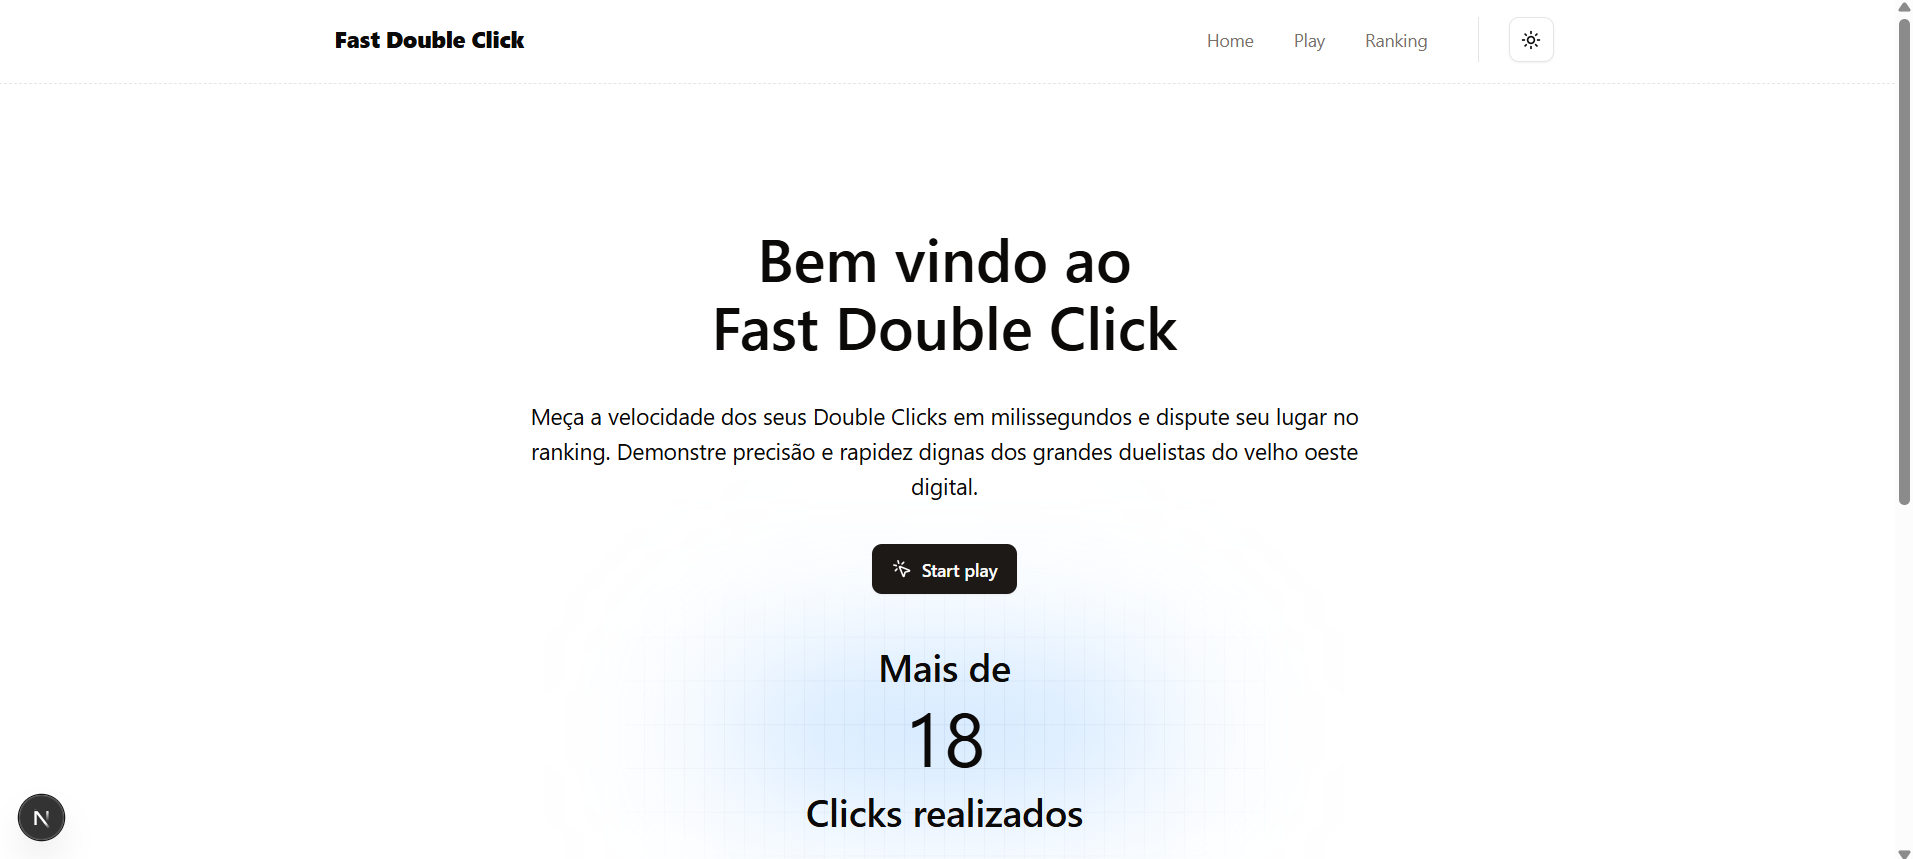 Fast Double Click
Home Play Ranking
Bem vindo ao
Fast Double Click
Meça a velocidade dos seus Double Clicks em milissegundos e dispute seu lugar no
ranking. Demonstre precisão e rapidez dignas dos grandes duelistas do velho oeste
digital.
Start play
Mais de
18
Clicks realizados
N